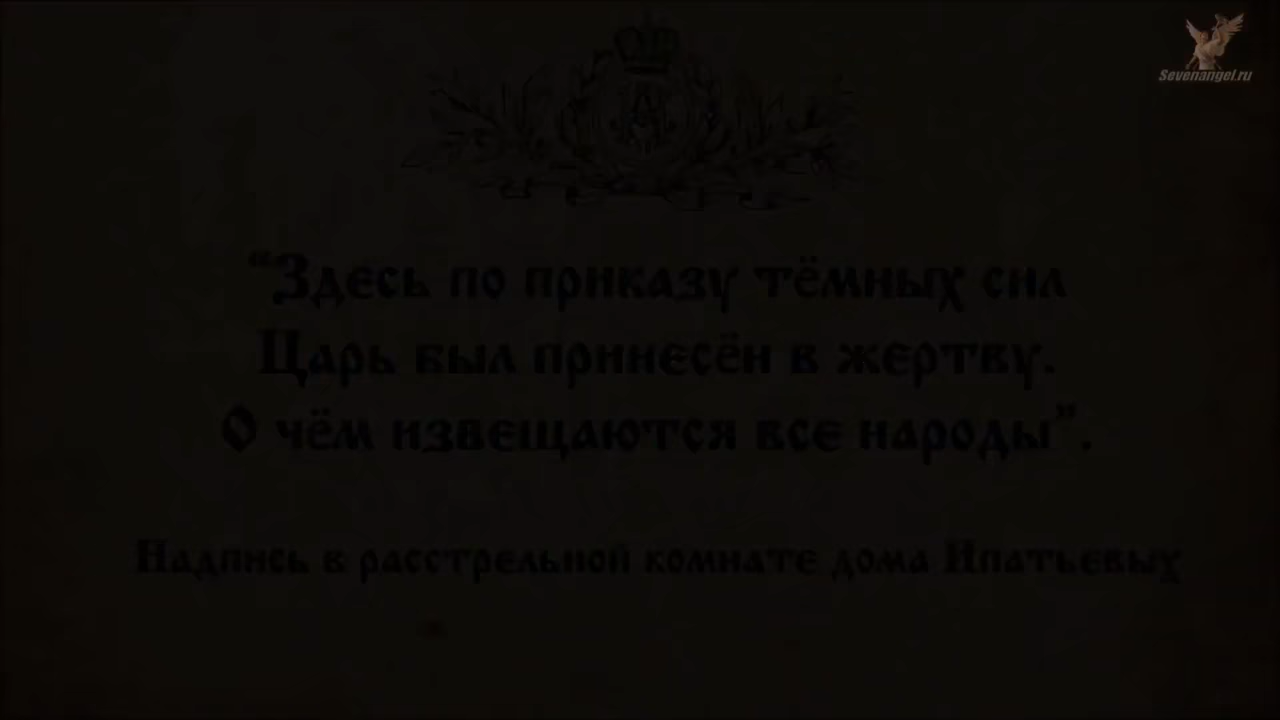 Sevenangel.ru
"Здесь по приказу тёмных сил
Царь был принесён в жертву.
О чём извещаются все народы".
Надпись в расстрельной комнате дома Ипатьевых